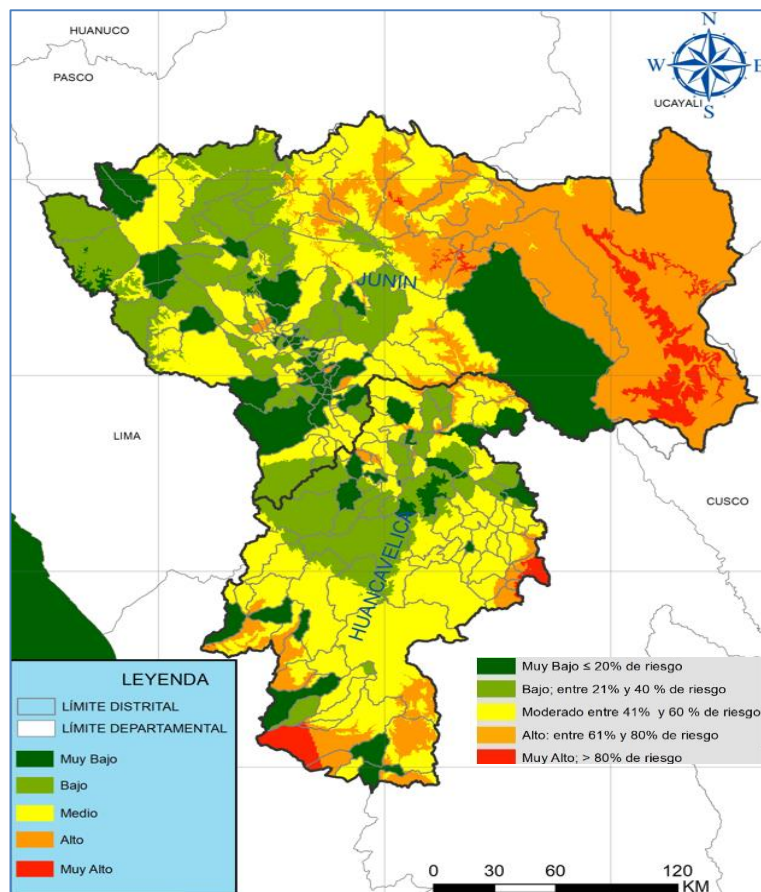 HUANUCO
PASCO
N
W E
S
UCAYALI
JUNÍN
LIMA
CUSCO
HUANCAVELICA
LEYENDA
LÍMITE DISTRITAL
LÍMITE DEPARTAMENTAL
Muy Bajo
Bajo
Medio
Alto
Muy Alto
Muy Bajo ≤ 20% de riesgo
Bajo; entre 21% y 40 % de riesgo
Moderado entre 41% y 60 % de riesgo
Alto: entre 61% y 80% de riesgo
Muy Alto; > 80% de riesgo
0 30 60 120
KM